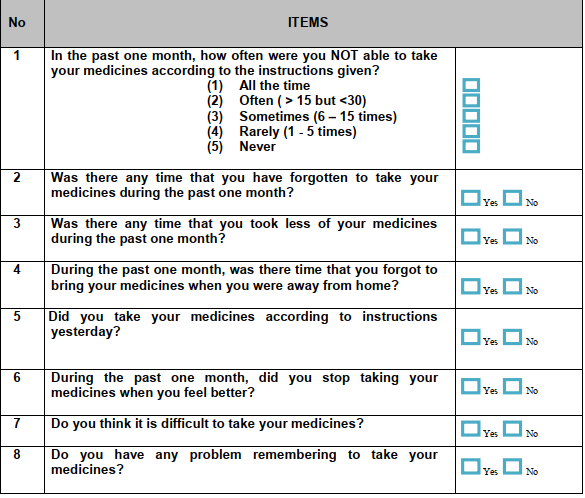 No ITEMS
1 In the past one month, how often were you NOT able to take
your medicines according to the instructions given?
(1) All the time
(2) Often ( > 15 but <30)
(3) Sometimes (6 – 15 times)
(4) Rarely (1 - 5 times)
(5) Never
2 Was there any time that you have forgotten to take your
medicines during the past one month?
Yes No
3 Was there any time that you took less of your medicines
during the past one month?
Yes No
4 During the past one month, was there time that you forgot to
bring your medicines when you were away from home?
Yes No
5 Did you take your medicines according to instructions
yesterday?
Yes No
6 During the past one month, did you stop taking your
medicines when you feel better?
Yes No
7 Do you think it is difficult to take your medicines?
Yes No
8 Do you have any problem remembering to take your
medicines?
Yes No